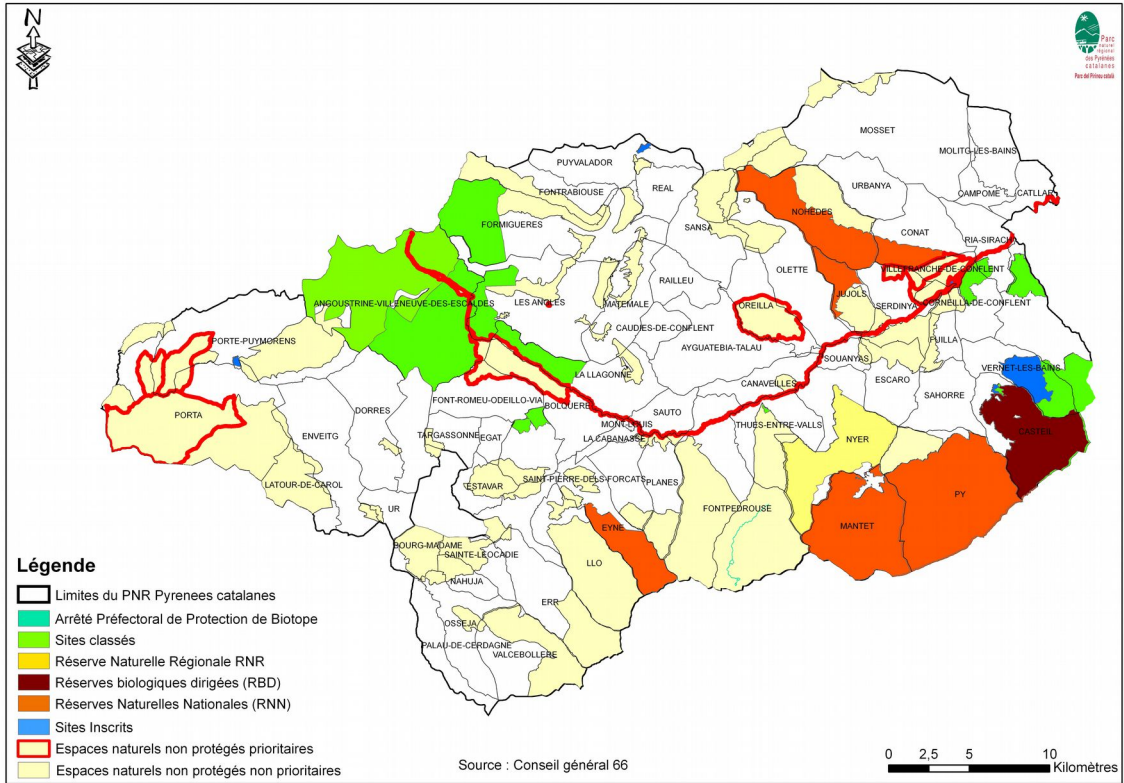 N
Parc
naturel
régional
des Pyrénées
catalanes
Parc del Pirineu català
MOSSET
MOLITG-LES-BAINS
PUYVALADOR
FONTRABIOUSE
REAL
URBANYA
CAMPOME
CATLLAR
NOHEDES
FORMIGUERES
SANSA
CONAT
RIA-SIRACH
OLETTE
VILLEFRANCHE-DE-CONFLENT
RAILLEU
JUJOLS
ANGOUSTRINE-VILLENEUVE-DES-ESCALDES
LES ANGLES
MATEMALE
OREILLA
SERDINYA
CORNEILLA-DE-CONFLENT
CAUDIES-DE-CONFLENT
PORTE-PUYMORENS
AYGUATEBIA-TALAU
FUILLA
SOUANYAS
VERNET-LES-BAINS
LA LLAGONNE
ESCARO
CANAVEILLES
SAHORRE
FONT-ROMEU-ODEILLO-VIA
BOLQUERE
PORTA
DORRES
SAUTO
MONT-LOUIS
THUES-ENTRE-VALLS
CASTEIL
ENVEITG
TARGASSONNE
EGAT
LA CABANASSE
NYER
SAINT-PIERRE-DELS-FORCATS
PLANES
LATOUR-DE-CAROL
ESTAVAR
PY
UR
FONTPEDROUSE
EYNE
MANTET
BOURG-MADAME
SAINTE-LEOCADIE
LLO
NAHUJA
ERR
OSSEJA
PALAU-DE-CERDAGNE
VALCEBOLLERE
Légende
Limites du PNR Pyrenees catalanes
Arrêté Préfectoral de Protection de Biotope
Sites classés
Réserve Naturelle Régionale RNR
Réserves biologiques dirigées (RBD)
Réserves Naturelles Nationales (RNN)
Sites Inscrits
Espaces naturels non protégés prioritaires
Espaces naturels non protégés non prioritaires
Source : Conseil général 66
0 2,5 5 10
Kilomètres